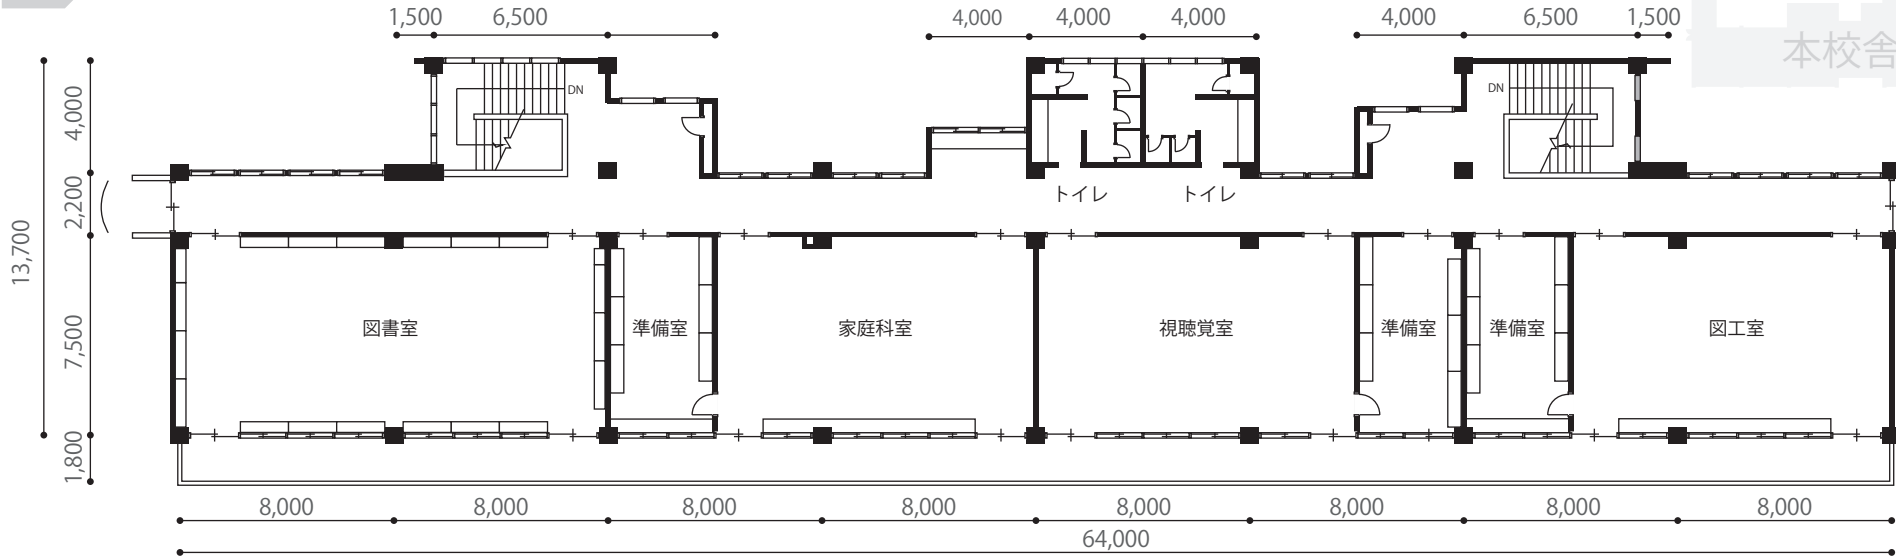 1,500 6,500 4,000 4,000 4,000 4,000 6,500 1,500
本校舎
DN DN
4,000
2,200
13,700
7,500
1,800
トイレ トイレ
図書室 準備室 家庭科室 視聴覚室 準備室 準備室 図工室
8,000 8,000 8,000 8,000 8,000 8,000 8,000 8,000
64,000